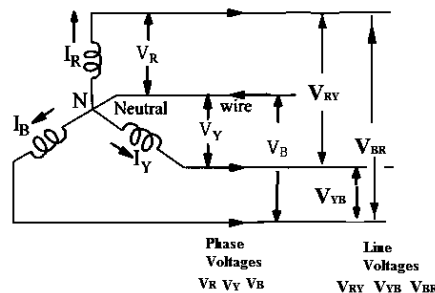 I_R
V_R
N
Neutral
wire
V_RY
I_B
I_Y
V_Y
V_B
V_BR
V_YB
Phase
Voltages
V_R V_Y V_B
Line
Voltages
V_RY V_YB V_BR